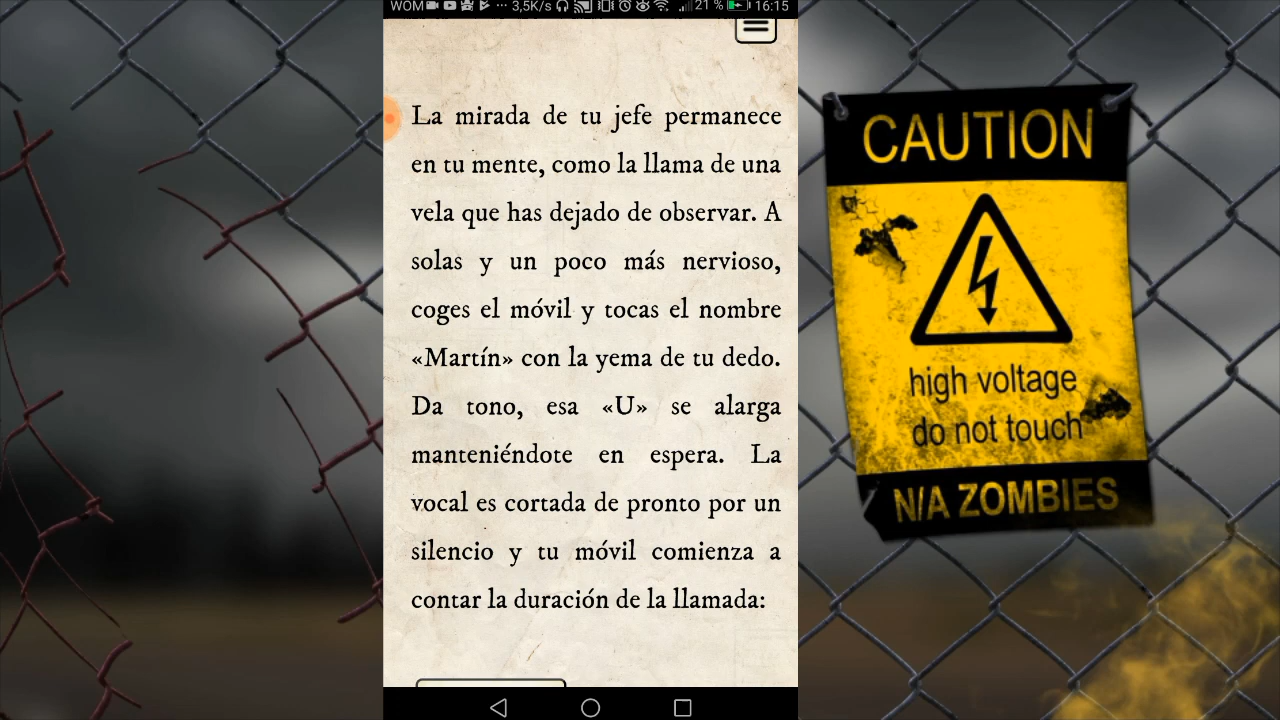 WOM 3,5K/s 21 % 16:15
La mirada de tu jefe permanece
en tu mente, como la llama de una
vela que has dejado de observar. A
solas y un poco más nervioso,
coges el móvil y tocas el nombre
«Martín» con la yema de tu dedo.
Da tono, esa «U» se alarga
manteniéndote en espera. La
vocal es cortada de pronto por un
silencio y tu móvil comienza a
contar la duración de la llamada:
CAUTION
high voltage
do not touch
N/A ZOMBIES